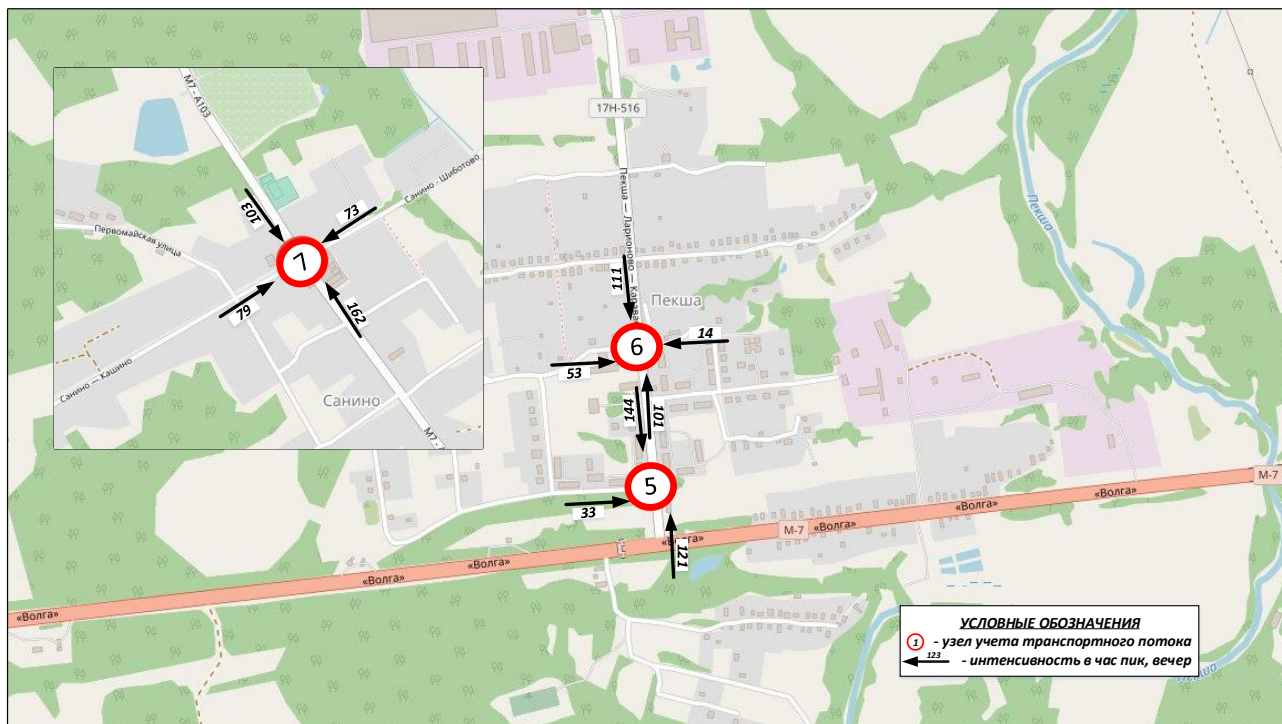 17Н-516
М7 - А103
103
73
Санино - Шиботово
Первомайская улица
7
79
162
Санино — Кашино
Санино
Пекша — Ларионово — Карава
111
Пекша
6
14
53
144
101
5
33
121
Пекша
М-7
«Волга»
«Волга»
М-7
«Волга»
«Волга»
«Волга»
«Волга»
«Волга»
УСЛОВНЫЕ ОБОЗНАЧЕНИЯ
1 - узел учета транспортного потока
123 - интенсивность в час пик, вечер
Пекша